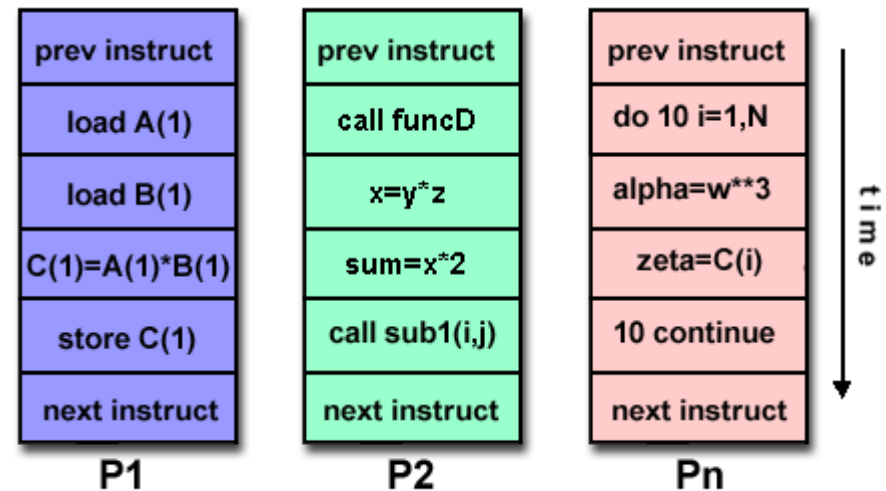 prev instruct
load A(1)
load B(1)
C(1)=A(1)*B(1)
store C(1)
next instruct
P1
prev instruct
call funcD
x=y*z
sum=x*2
call sub1(i,j)
next instruct
P2
prev instruct
do 10 i=1,N
alpha=w**3
zeta=C(i)
10 continue
next instruct
Pn
time